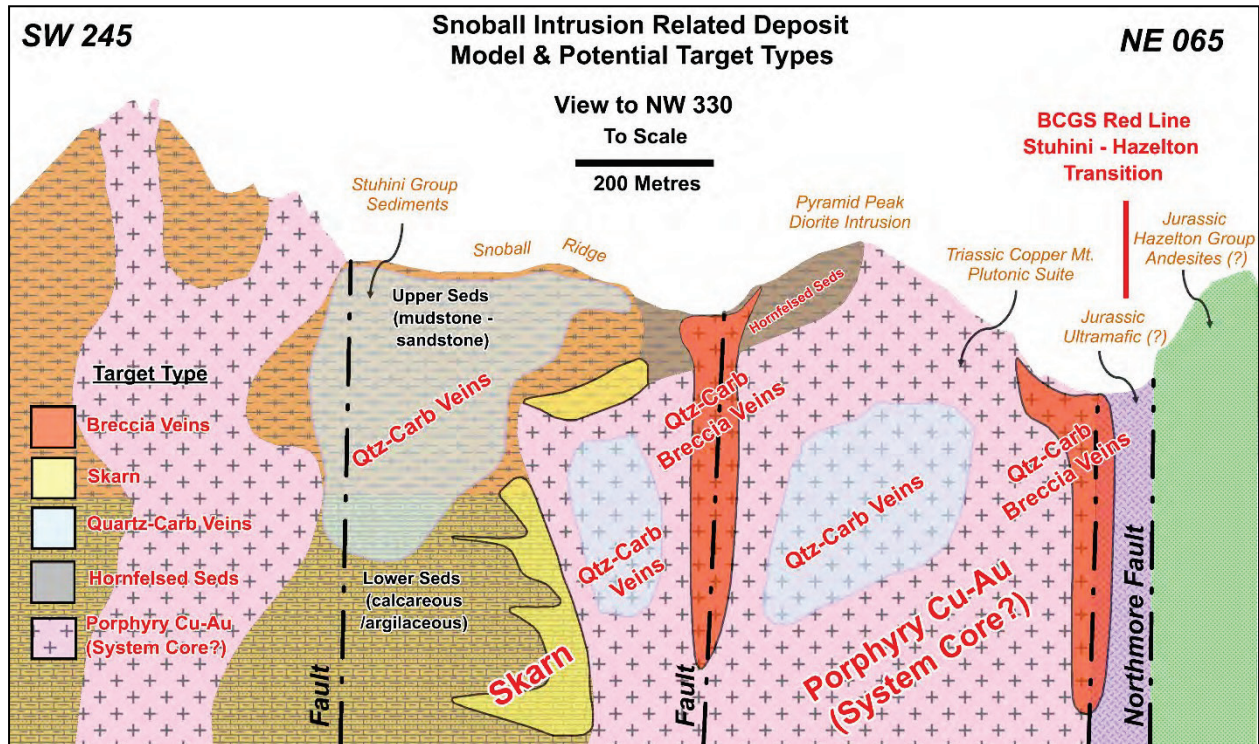 SW 245
Snoball Intrusion Related Deposit
Model & Potential Target Types
NE 065
View to NW 330
To Scale
200 Metres
BCGS Red Line
Stuhini - Hazelton
Transition
Stuhini Group
Sediments
Snoball Ridge
Pyramid Peak
Diorite Intrusion
Triassic Copper Mt.
Plutonic Suite
Jurassic
Hazelton Group
Andesites (?)
Jurassic
Ultramafic (?)
Upper Seds
(mudstone -
sandstone)
Hornfelsed Seds
Qtz-Carb Veins
Qtz-Carb
Breccia Veins
Qtz-Carb
Veins
Qtz-Carb Veins
Qtz-Carb
Breccia Veins
Target Type
Breccia Veins
Skarn
Quartz-Carb Veins
Hornfelsed Seds
Porphyry Cu-Au
(System Core?)
Lower Seds
(calcareous
/argilaceous)
Skarn
Porphyry Cu-Au
(System Core?)
Fault
Fault
Northmore Fault